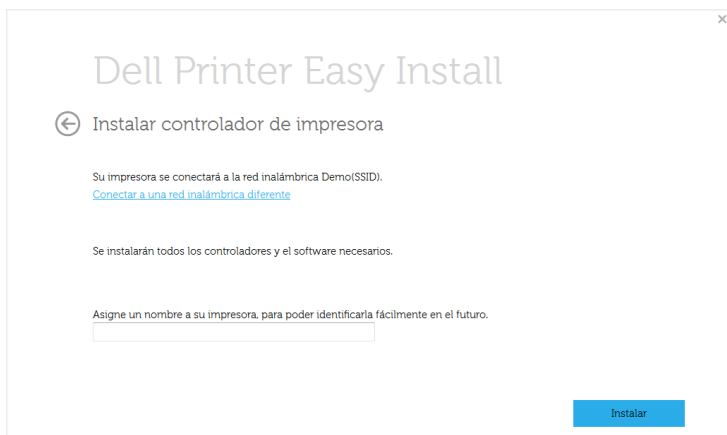 Dell Printer Easy Install
Instalar controlador de impresora
Su impresora se conectará a la red inalámbrica Demo(SSID).
Conectar a una red inalámbrica diferente
Se instalarán todos los controladores y el software necesarios.
Asigne un nombre a su impresora, para poder identificarla fácilmente en el futuro.
Instalar